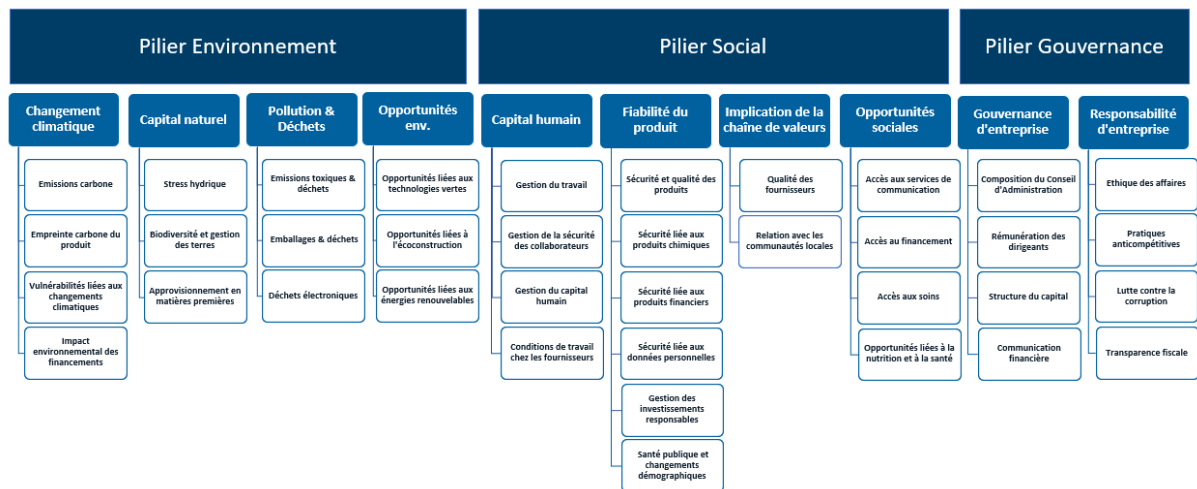 Pilier Environnement
Pilier Social
Pilier Gouvernance
Changement
climatique
Capital naturel
Pollution &
Déchets
Opportunités
env.
Capital humain
Fiabilité du
produit
Implication de la
chaîne de valeurs
Opportunités
sociales
Gouvernance
d'entreprise
Responsabilité
d'entreprise
Emissions carbone
Empreinte carbone du
produit
Vulnérabilités liées aux
changements
climatiques
Impact
environnemental des
financements
Stress hydrique
Biodiversité et gestion
des terres
Approvisionnement en
matières premières
Emissions toxiques &
déchets
Emballages & déchets
Déchets électroniques
Opportunités liées aux
technologies vertes
Opportunités liées à
l'écoconstruction
Opportunités liées aux
énergies renouvelables
Gestion du travail
Gestion de la sécurité
des collaborateurs
Gestion du capital
humain
Conditions de travail
chez les fournisseurs
Sécurité et qualité des
produits
Sécurité liée aux
produits chimiques
Sécurité liée aux
produits financiers
Sécurité liée aux
données personnelles
Gestion des
investissements
responsables
Santé publique et
changements
démographiques
Qualité des
fournisseurs
Relation avec les
communautés locales
Accès aux services de
communication
Accès au financement
Accès aux soins
Opportunités liées à la
nutrition et à la santé
Composition du Conseil
d'Administration
Rémunération des
dirigeants
Structure du capital
Communication
financière
Ethique des affaires
Pratiques
anticompétitives
Lutte contre la
corruption
Transparence fiscale